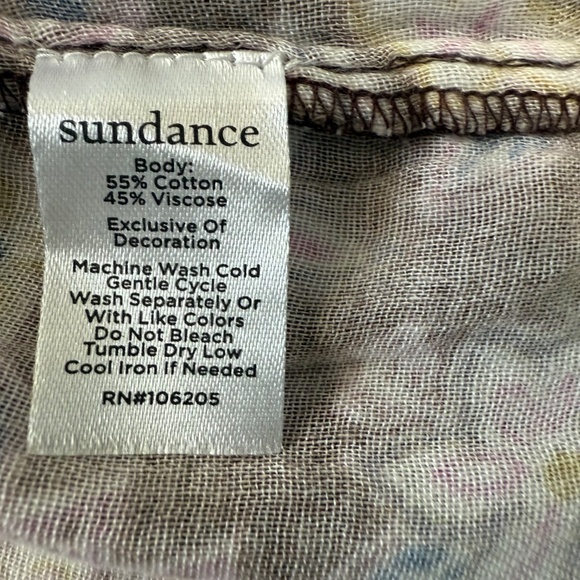 sundance
Body:
55% Cotton
45% Viscose
Exclusive Of
Decoration
Machine Wash Cold
Gentle Cycle
Wash Separately Or
With Like Colors
Do Not Bleach
Tumble Dry Low
Cool Iron If Needed
RN#106205